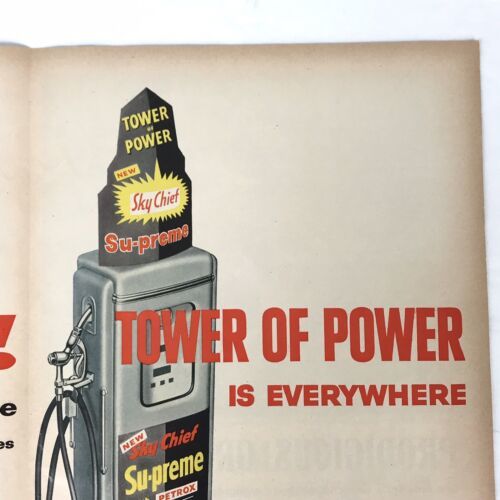 TOWER
OF
POWER
NEW
Sky Chief
Su-preme
!
TOWER OF POWER
IS EVERYWHERE
e
es
NEW
Sky Chief
Su-preme
PETROX